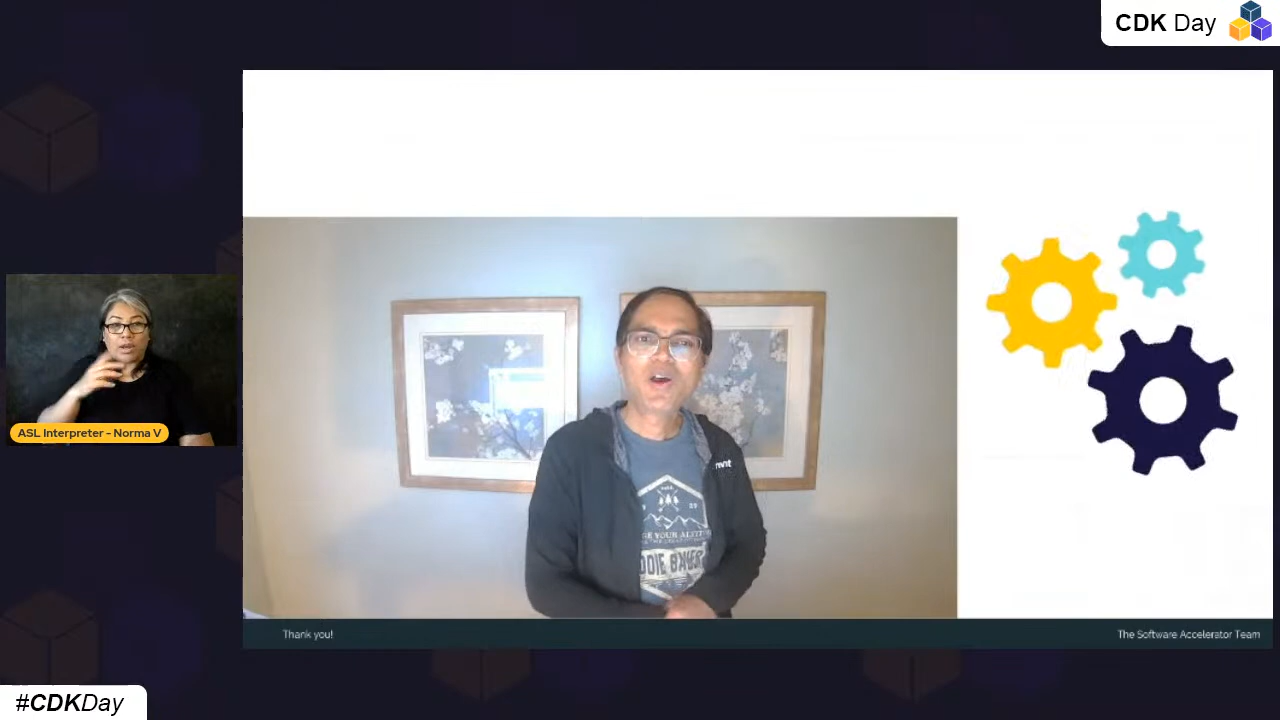 CDK Day
ASL Interpreter - Norma V
Thank you!
The Software Accelerator Team
#CDKDay